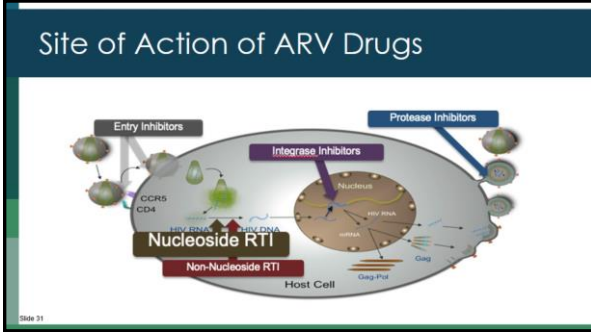 Site of Action of ARV Drugs
Entry Inhibitors
Protease Inhibitors
Integrase Inhibitors
Nucleus
CCR5
CD4
HIV RNA
HIV DNA
HIV RNA
mRNA
Nucleoside RTI
Non-Nucleoside RTI
Gag
Gag-Pol
Host Cell
Slide 31